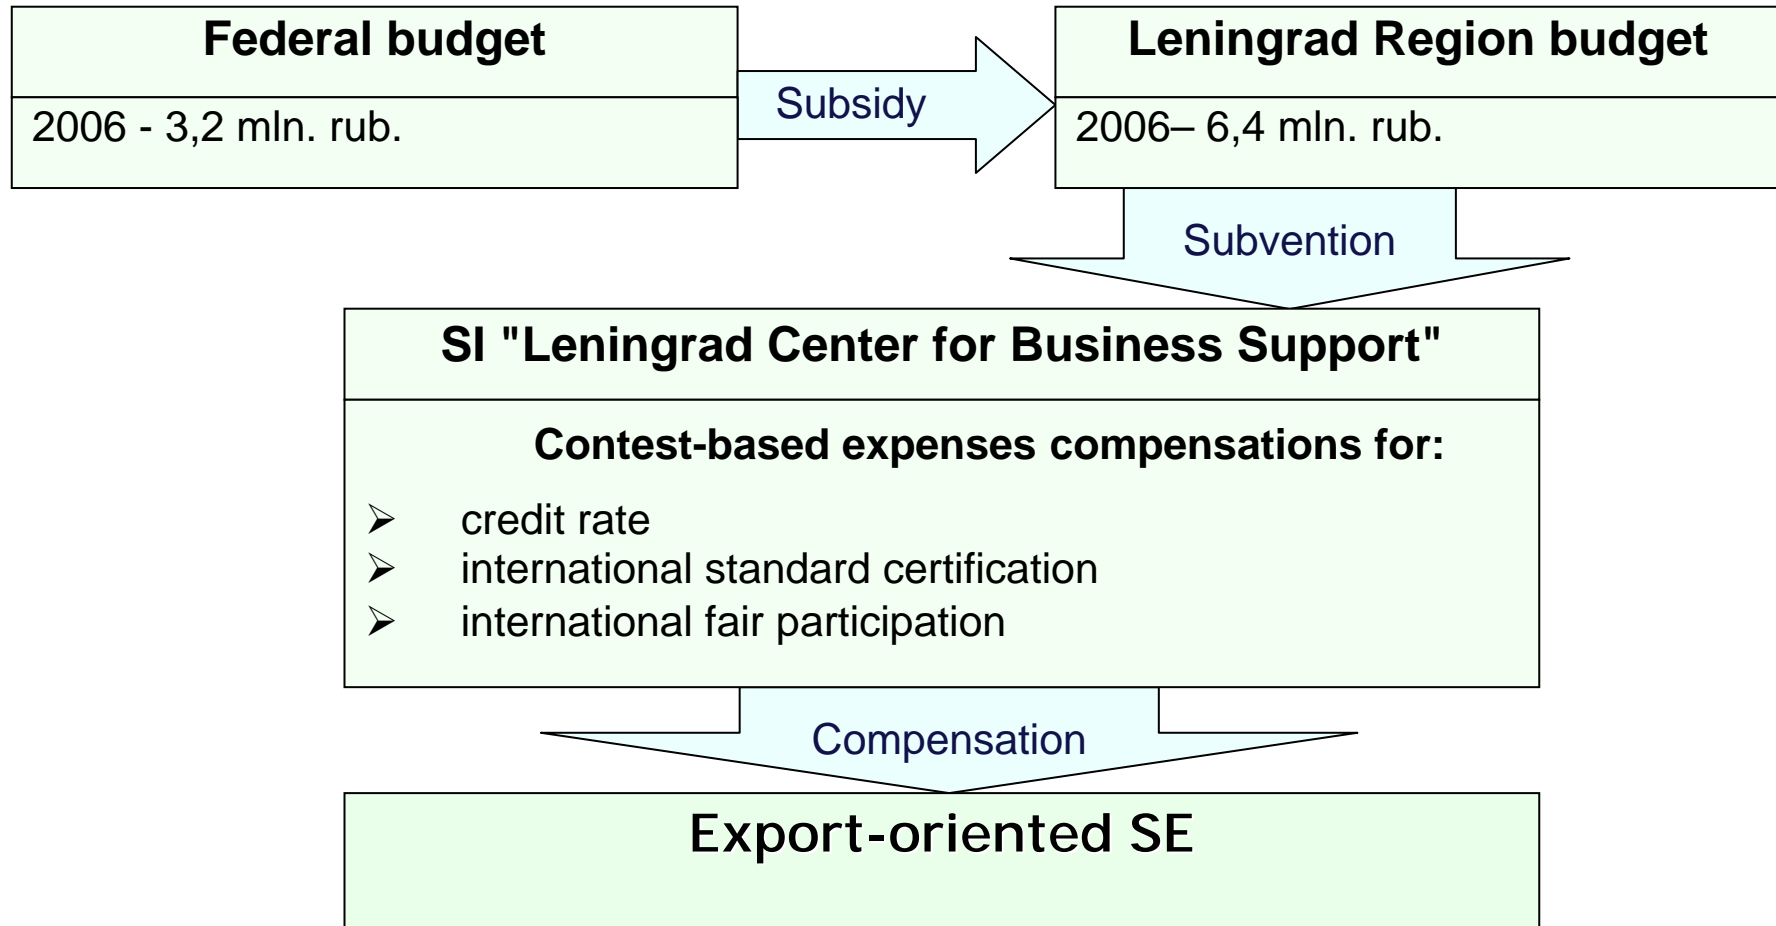 Federal budget
2006 - 3,2 mln. rub.
Subsidy
Leningrad Region budget
2006– 6,4 mln. rub.
Subvention
SI "Leningrad Center for Business Support"
Contest-based expenses compensations for:
➢ credit rate
➢ international standard certification
➢ international fair participation
Compensation
Export-oriented SE